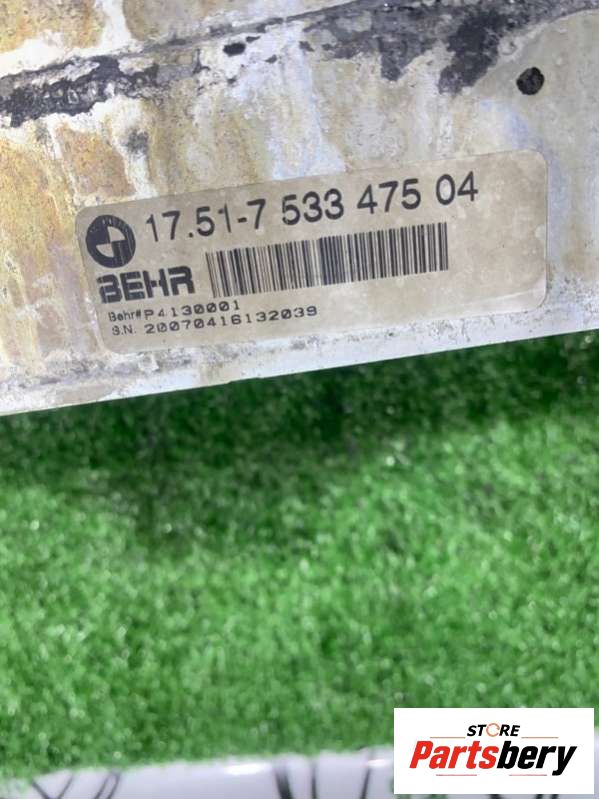 17.51-7 533 475 04
BEHR
Behr#P4130001
S.N. 20070416132039
STORE
Partsbery